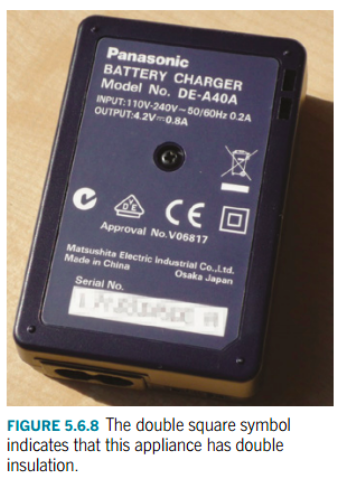 Panasonic
BATTERY CHARGER
Model No. DE-A40A
INPUT:110V-240V~50/60Hz 0.2A
OUTPUT:4.2V⎓0.8A
CE
Approval No.V06817
Matsushita Electric Industrial Co.,Ltd.
Made in China Osaka Japan
Serial No.
FIGURE 5.6.8 The double square symbol
indicates that this appliance has double
insulation.